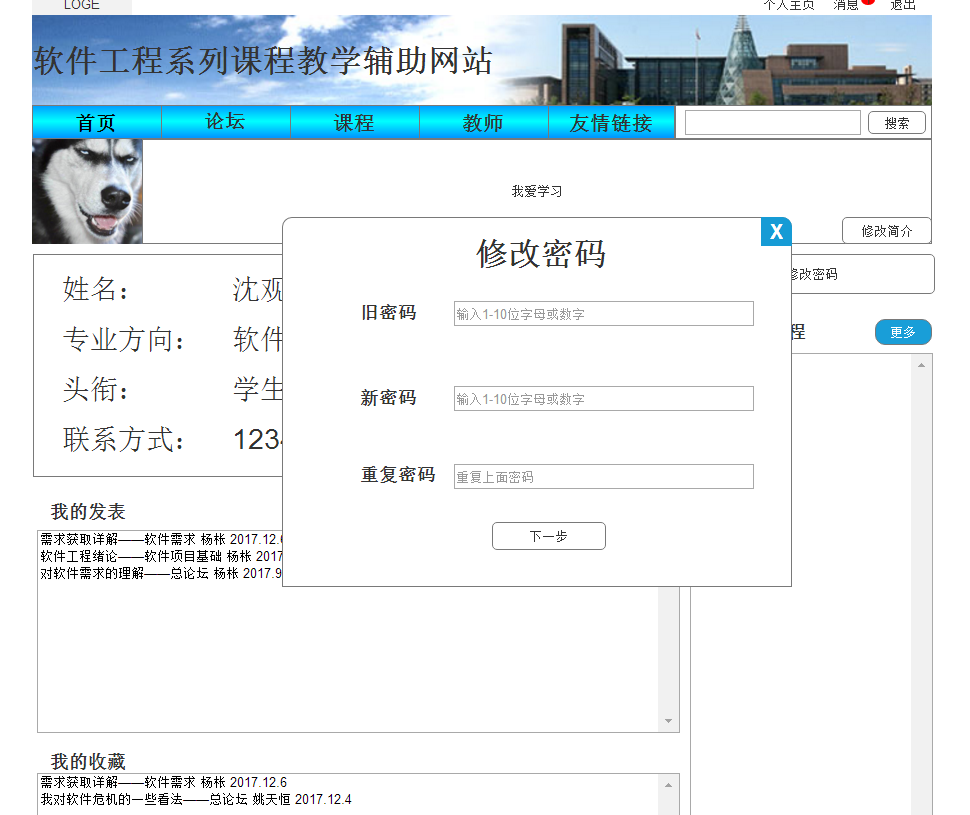 LOGE
个人主页 消息 退出
软件工程系列课程教学辅助网站
首页 论坛 课程 教师 友情链接 搜索
我爱学习
修改简介
X
修改密码
修改密码
姓名: 沈观
旧密码 输入1-10位字母或数字
专业方向: 软件
程 更多
头衔: 学生
新密码 输入1-10位字母或数字
联系方式: 1234
重复密码 重复上面密码
我的发表
下一步
需求获取详解——软件需求 杨枨 2017.12.
软件工程绪论——软件项目基础 杨枨 2017
对软件需求的理解——总论坛 杨枨 2017.9
我的收藏
需求获取详解——软件需求 杨枨 2017.12.6
我对软件危机的一些看法——总论坛 姚天恒 2017.12.4